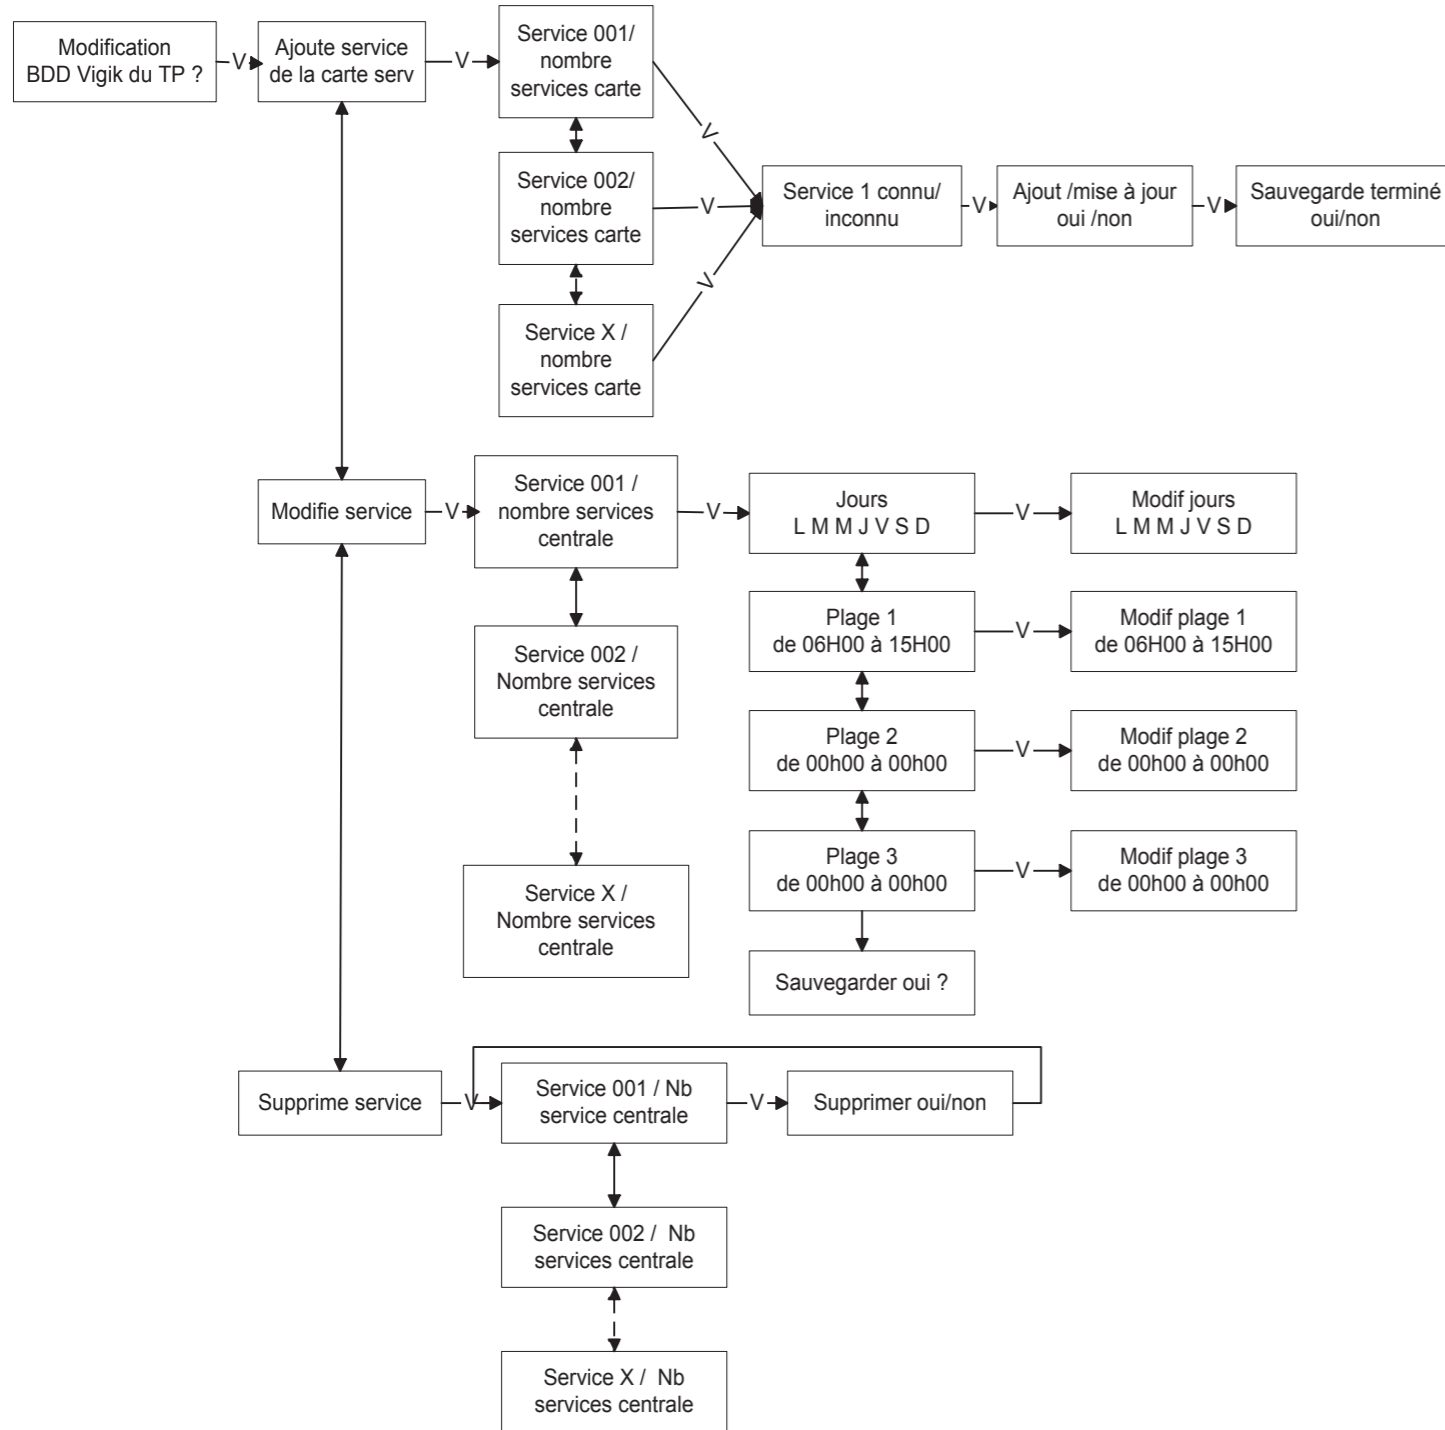 Modification
BDD Vigik du TP ?
V
Ajoute service
de la carte serv
V
Service 001/
nombre
services carte
V
Service 002/
nombre
services carte
V
Service X /
nombre
services carte
V
Service 1 connu/
inconnu
V
Ajout /mise à jour
oui /non
V
Sauvegarde terminé
oui/non
Modifie service
V
Service 001 /
nombre services
centrale
V
Jours
L M M J V S D
V
Modif jours
L M M J V S D
Service 002 /
Nombre services
centrale
Plage 1
de 06H00 à 15H00
V
Modif plage 1
de 06H00 à 15H00
Plage 2
de 00h00 à 00h00
V
Modif plage 2
de 00h00 à 00h00
Service X /
Nombre services
centrale
Plage 3
de 00h00 à 00h00
V
Modif plage 3
de 00h00 à 00h00
Sauvegarder oui ?
Supprime service
V
Service 001 / Nb
service centrale
V
Supprimer oui/non
Service 002 /  Nb
services centrale
Service X /  Nb
services centrale